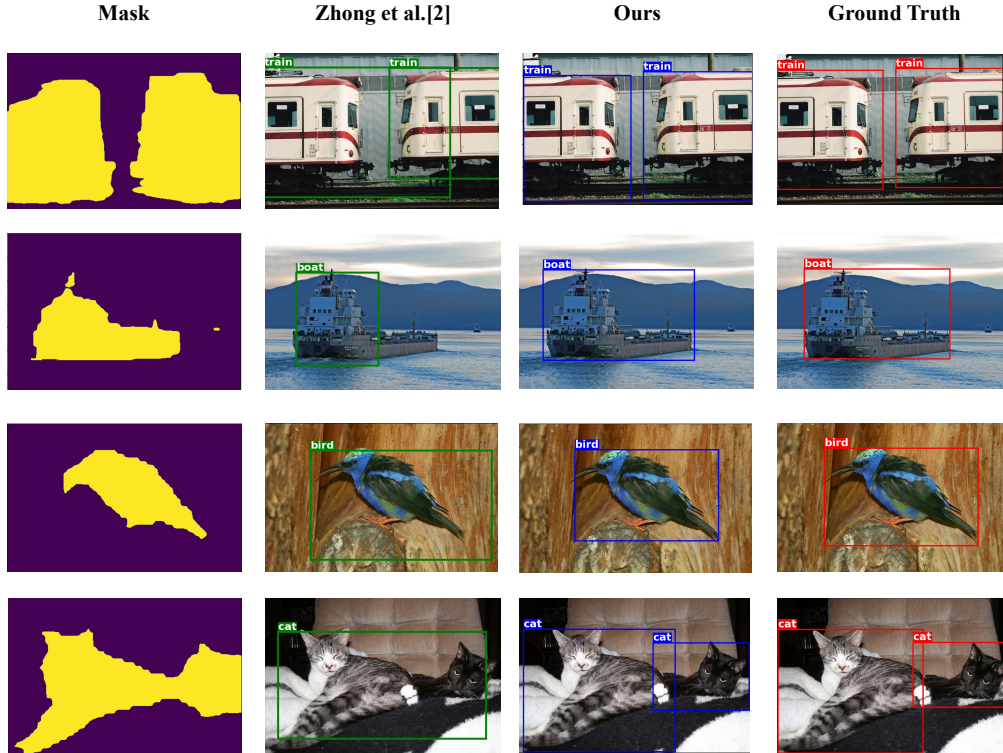 Mask Zhong et al.[2] Ours Ground Truth
train train train train train train
boat boat boat
bird bird bird
cat cat cat cat cat